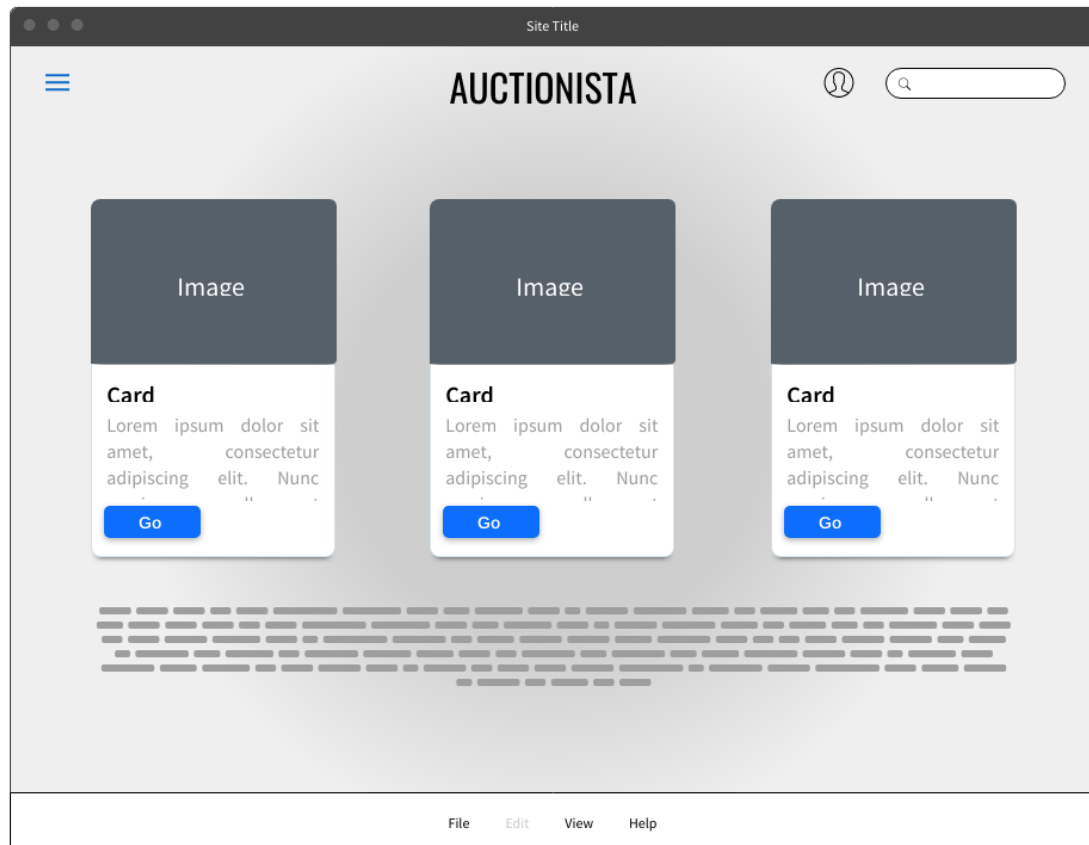 Site Title
AUCTIONISTA
Image
Image
Image
Card
Lorem ipsum dolor sit
amet, consectetur
adipiscing elit. Nunc
Go
Card
Lorem ipsum dolor sit
amet, consectetur
adipiscing elit. Nunc
Go
Card
Lorem ipsum dolor sit
amet, consectetur
adipiscing elit. Nunc
Go
File Edit View Help